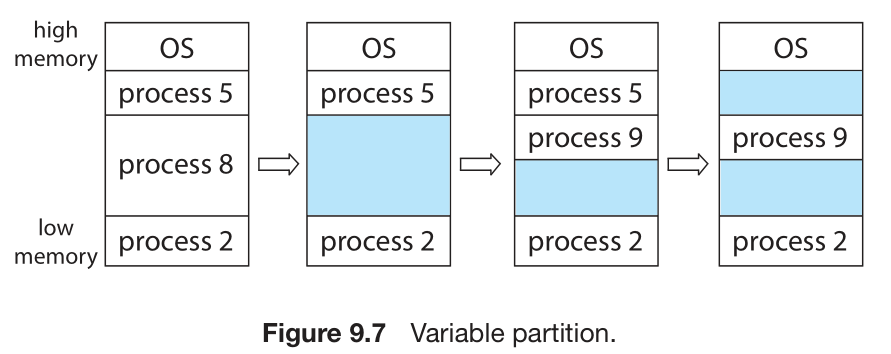 high
memory
low
memory
OS
process 5
process 8
process 2
OS
process 5
process 2
OS
process 5
process 9
process 2
OS
process 9
process 2
Figure 9.7 Variable partition.